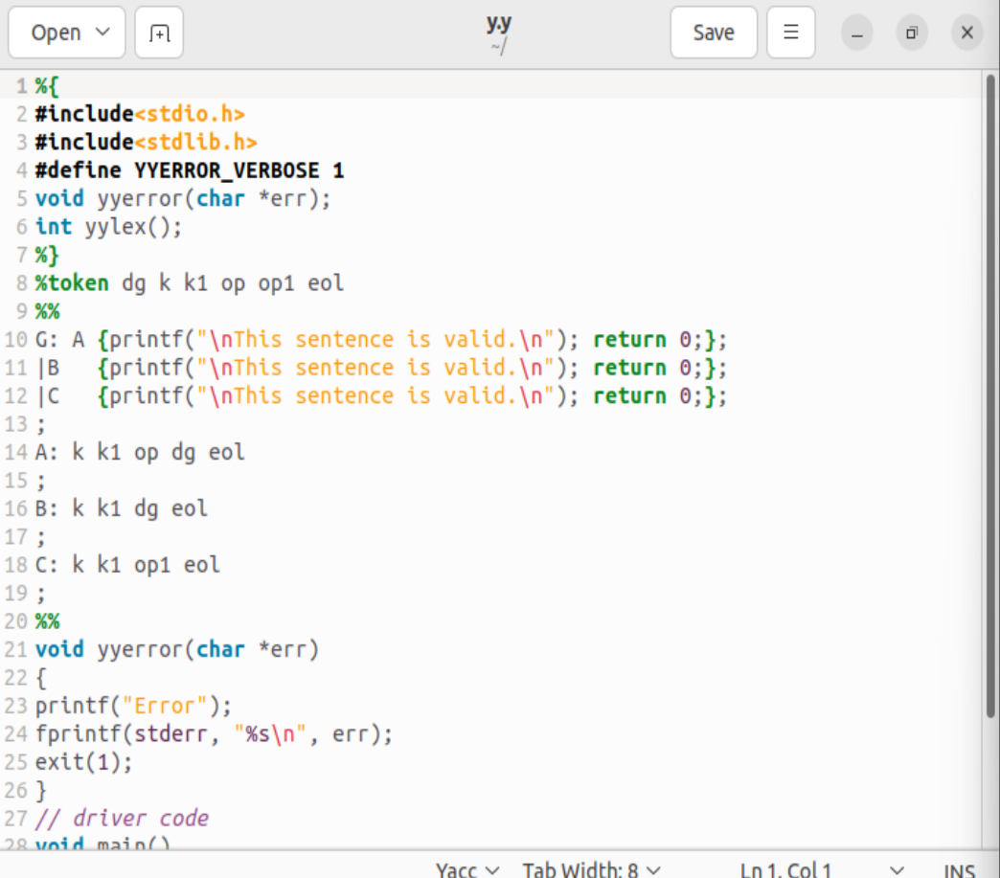 Open
y.y
~/
Save
1 %{
2 #include<stdio.h>
3 #include<stdlib.h>
4 #define YYERROR_VERBOSE 1
5 void yyerror(char *err);
6 int yylex();
7 %}
8 %token dg k k1 op op1 eol
9 %%
10 G: A {printf("\nThis sentence is valid.\n"); return 0;};
11 |B   {printf("\nThis sentence is valid.\n"); return 0;};
12 |C   {printf("\nThis sentence is valid.\n"); return 0;};
13 ;
14 A: k k1 op dg eol
15 ;
16 B: k k1 dg eol
17 ;
18 C: k k1 op1 eol
19 ;
20 %%
21 void yyerror(char *err)
22 {
23 printf("Error");
24 fprintf(stderr, "%s\n", err);
25 exit(1);
26 }
27 // driver code
28 void main()
Yacc Tab Width: 8 Ln 1, Col 1 INS